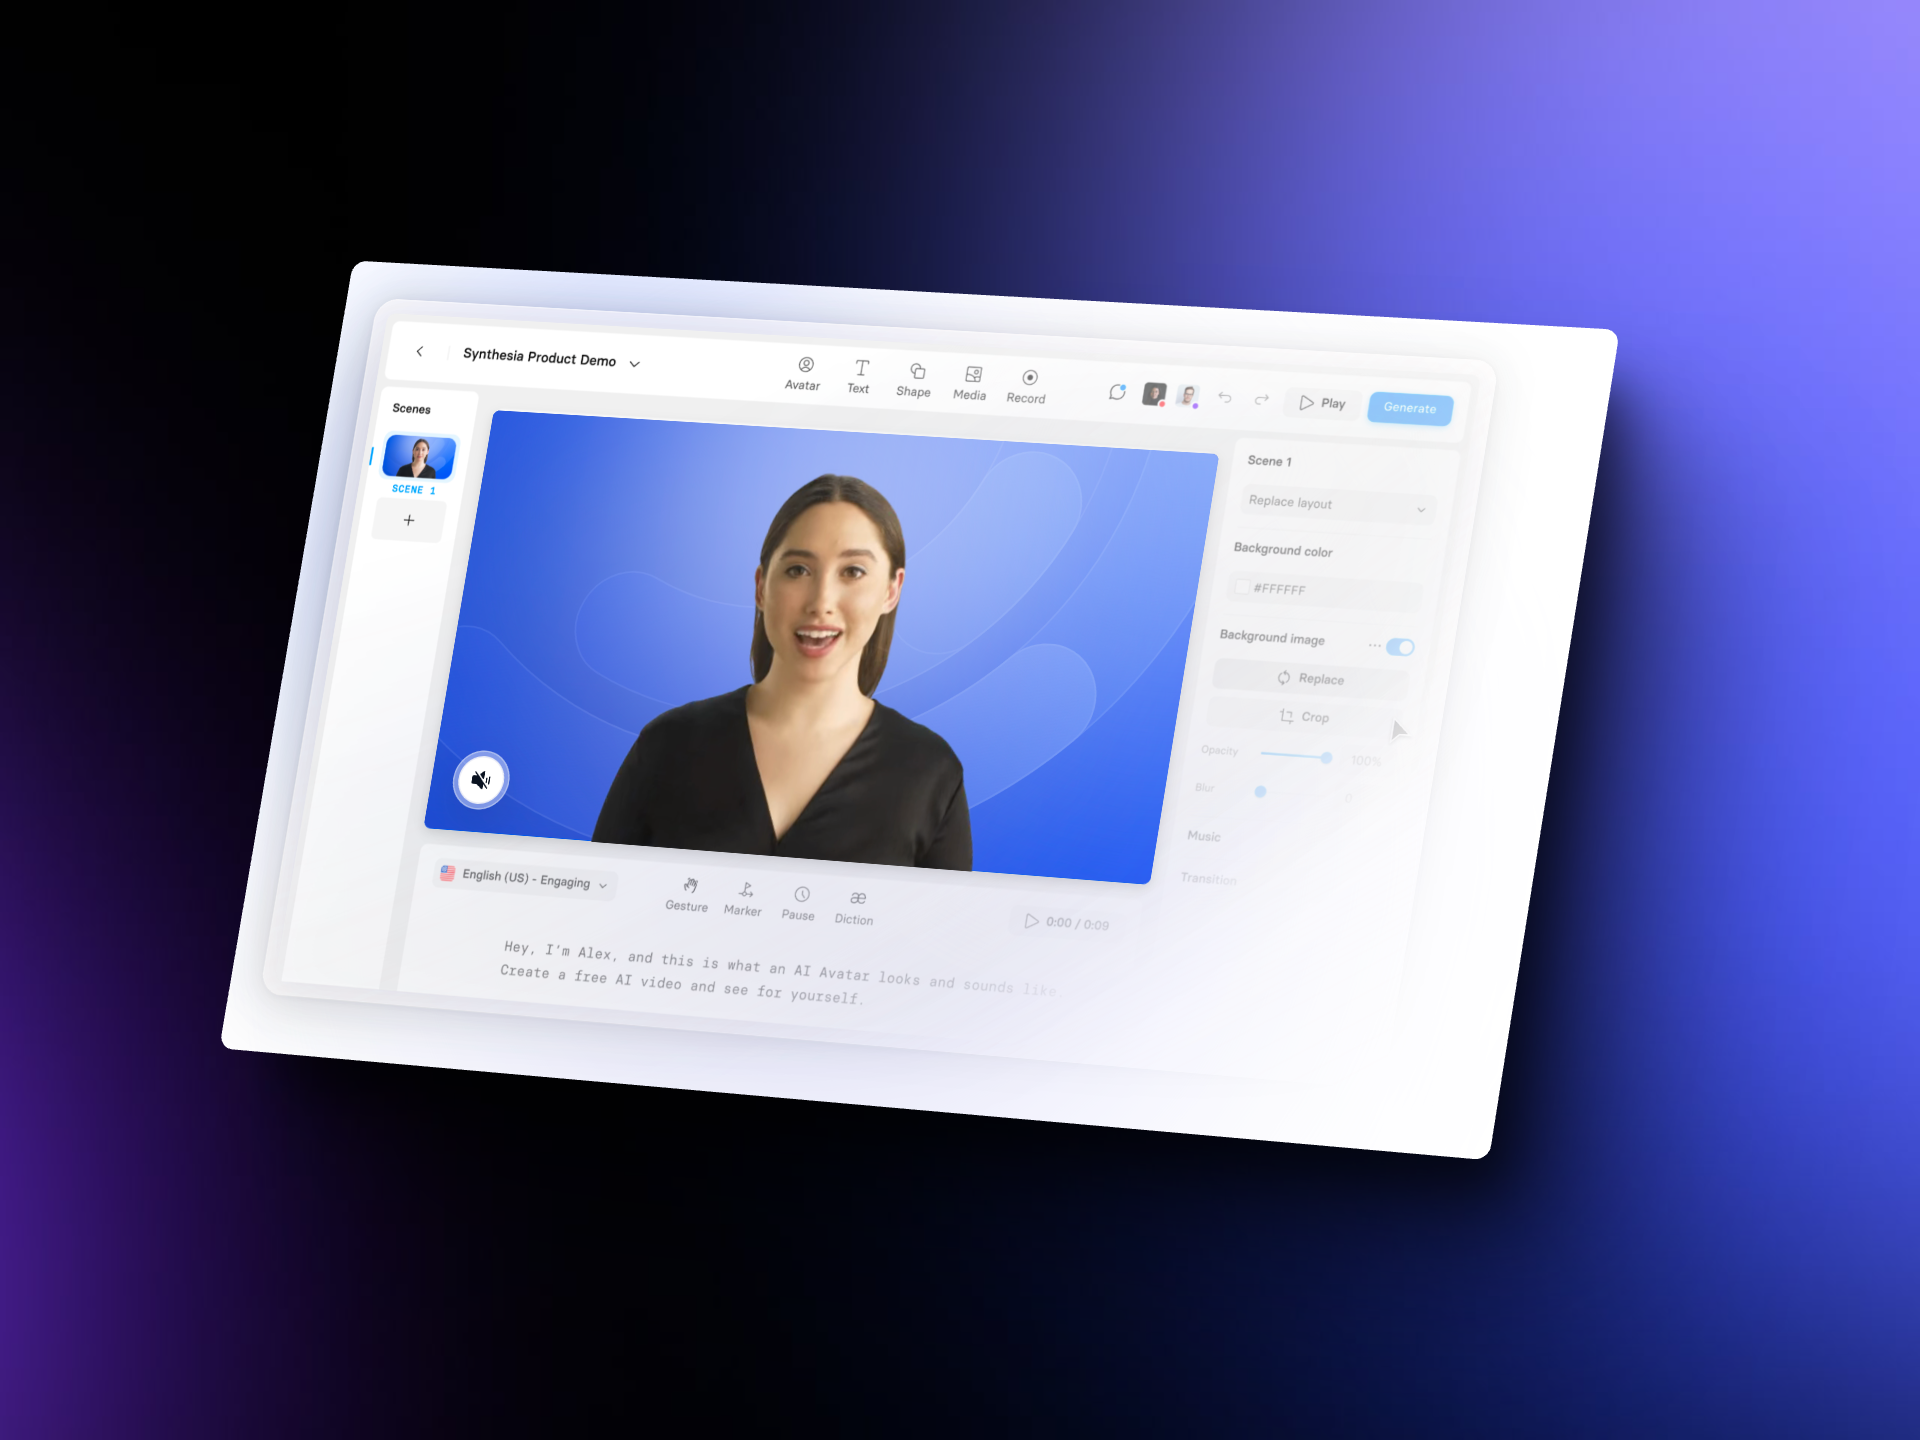 Synthesia Product Demo
Avatar
Text
Shape
Media
Record
Play
Generate
Scenes
SCENE 1
Scene 1
Replace layout
Background color
#FFFFFF
Background image
Replace
Crop
Opacity
100%
Blur
0
Music
Transition
English (US) - Engaging
Gesture
Marker
Pause
æ
Diction
0:00 / 0:09
Hey, I'm Alex, and this is what an AI Avatar looks and sounds like.
Create a free AI video and see for yourself.